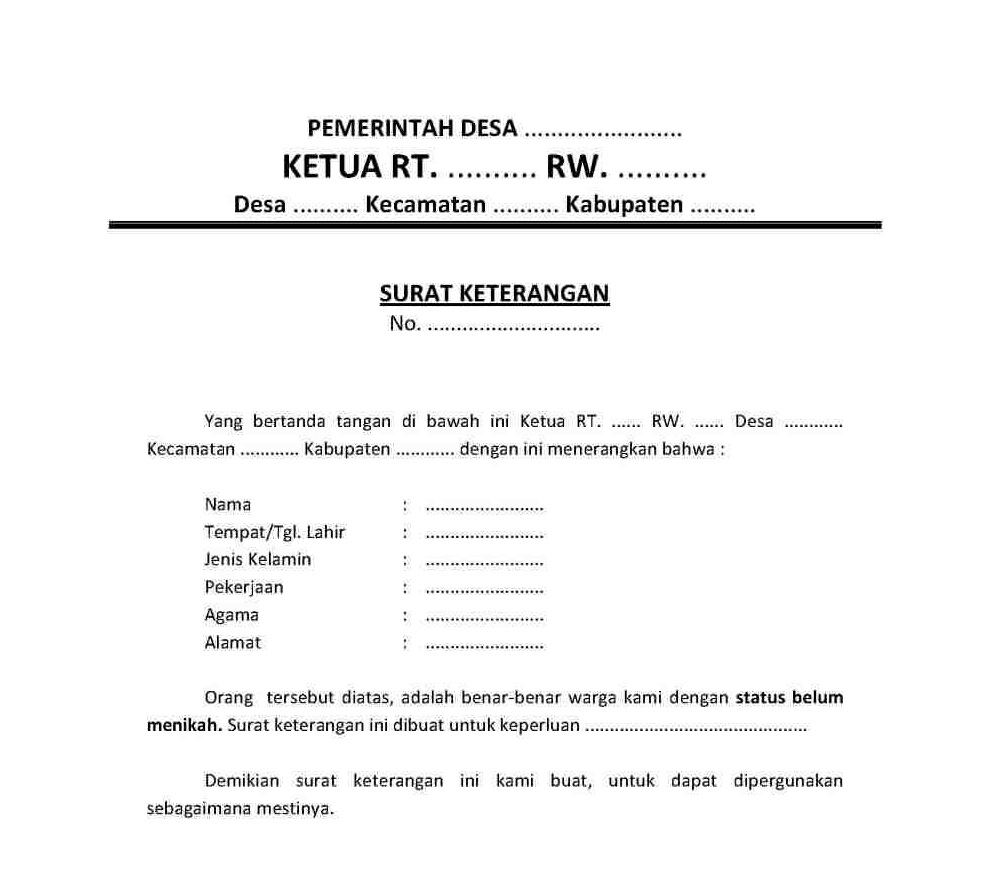 PEMERINTAH DESA ........................
KETUA RT. .......... RW. ..........
Desa .......... Kecamatan .......... Kabupaten ..........
SURAT KETERANGAN
No. ..............................
Yang bertanda tangan di bawah ini Ketua RT. ...... RW. ...... Desa ............
Kecamatan ............ Kabupaten ............ dengan ini menerangkan bahwa :
Nama : ........................
Tempat/Tgl. Lahir : ........................
Jenis Kelamin : ........................
Pekerjaan : ........................
Agama : ........................
Alamat : ........................
Orang tersebut diatas, adalah benar-benar warga kami dengan status belum
menikah. Surat keterangan ini dibuat untuk keperluan .............................................
Demikian surat keterangan ini kami buat, untuk dapat dipergunakan
sebagaimana mestinya.